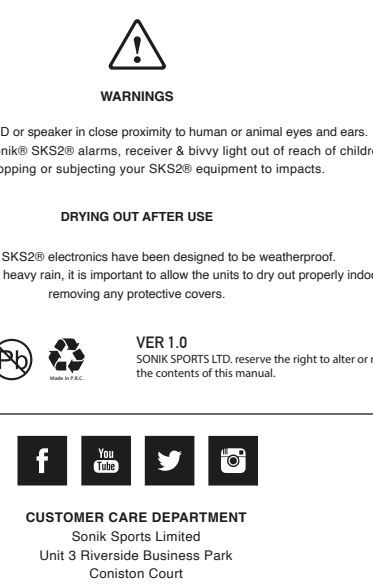 WARNINGS
D or speaker in close proximity to human or animal eyes and ears.
onik® SKS2® alarms, receiver & bivvy light out of reach of childre
opping or subjecting your SKS2® equipment to impacts.
DRYING OUT AFTER USE
SKS2® electronics have been designed to be weatherproof.
heavy rain, it is important to allow the units to dry out properly indoo
removing any protective covers.
Pb
Made in P.R.C.
VER 1.0
SONIK SPORTS LTD. reserve the right to alter or m
the contents of this manual.
f
You
Tube
CUSTOMER CARE DEPARTMENT
Sonik Sports Limited
Unit 3 Riverside Business Park
Coniston Court